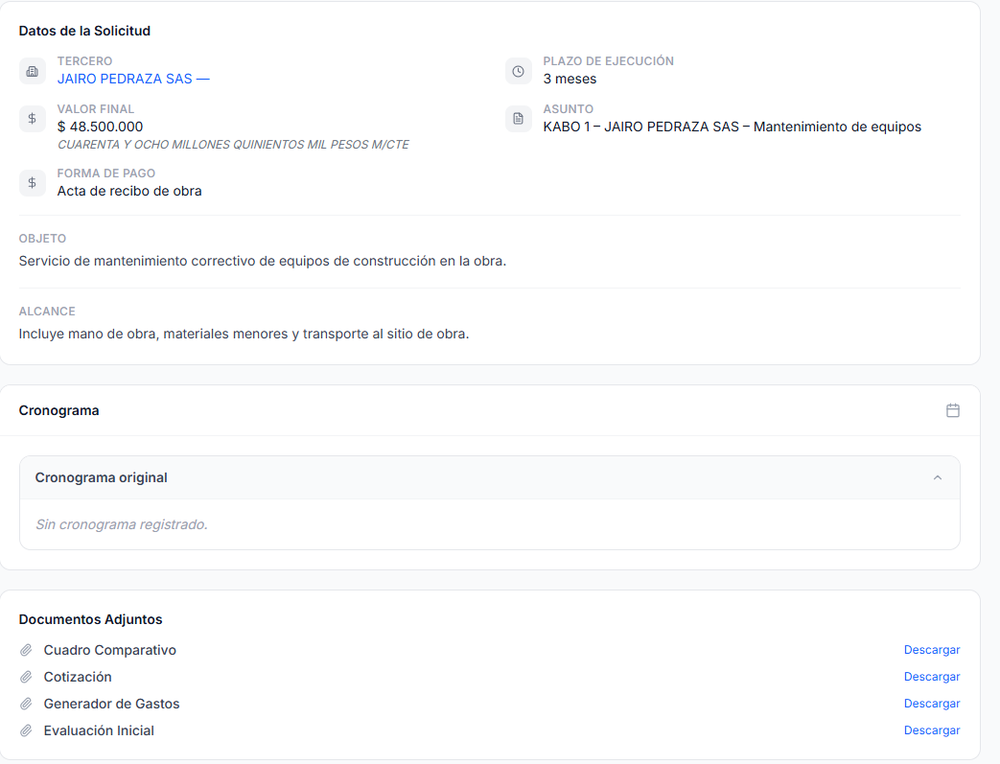 Datos de la Solicitud
TERCERO
JAIRO PEDRAZA SAS —
PLAZO DE EJECUCIÓN
3 meses
VALOR FINAL
$ 48.500.000
CUARENTA Y OCHO MILLONES QUINIENTOS MIL PESOS M/CTE
ASUNTO
KABO 1 – JAIRO PEDRAZA SAS – Mantenimiento de equipos
FORMA DE PAGO
Acta de recibo de obra
OBJETO
Servicio de mantenimiento correctivo de equipos de construcción en la obra.
ALCANCE
Incluye mano de obra, materiales menores y transporte al sitio de obra.
Cronograma
Cronograma original
Sin cronograma registrado.
Documentos Adjuntos
Cuadro Comparativo Descargar
Cotización Descargar
Generador de Gastos Descargar
Evaluación Inicial Descargar